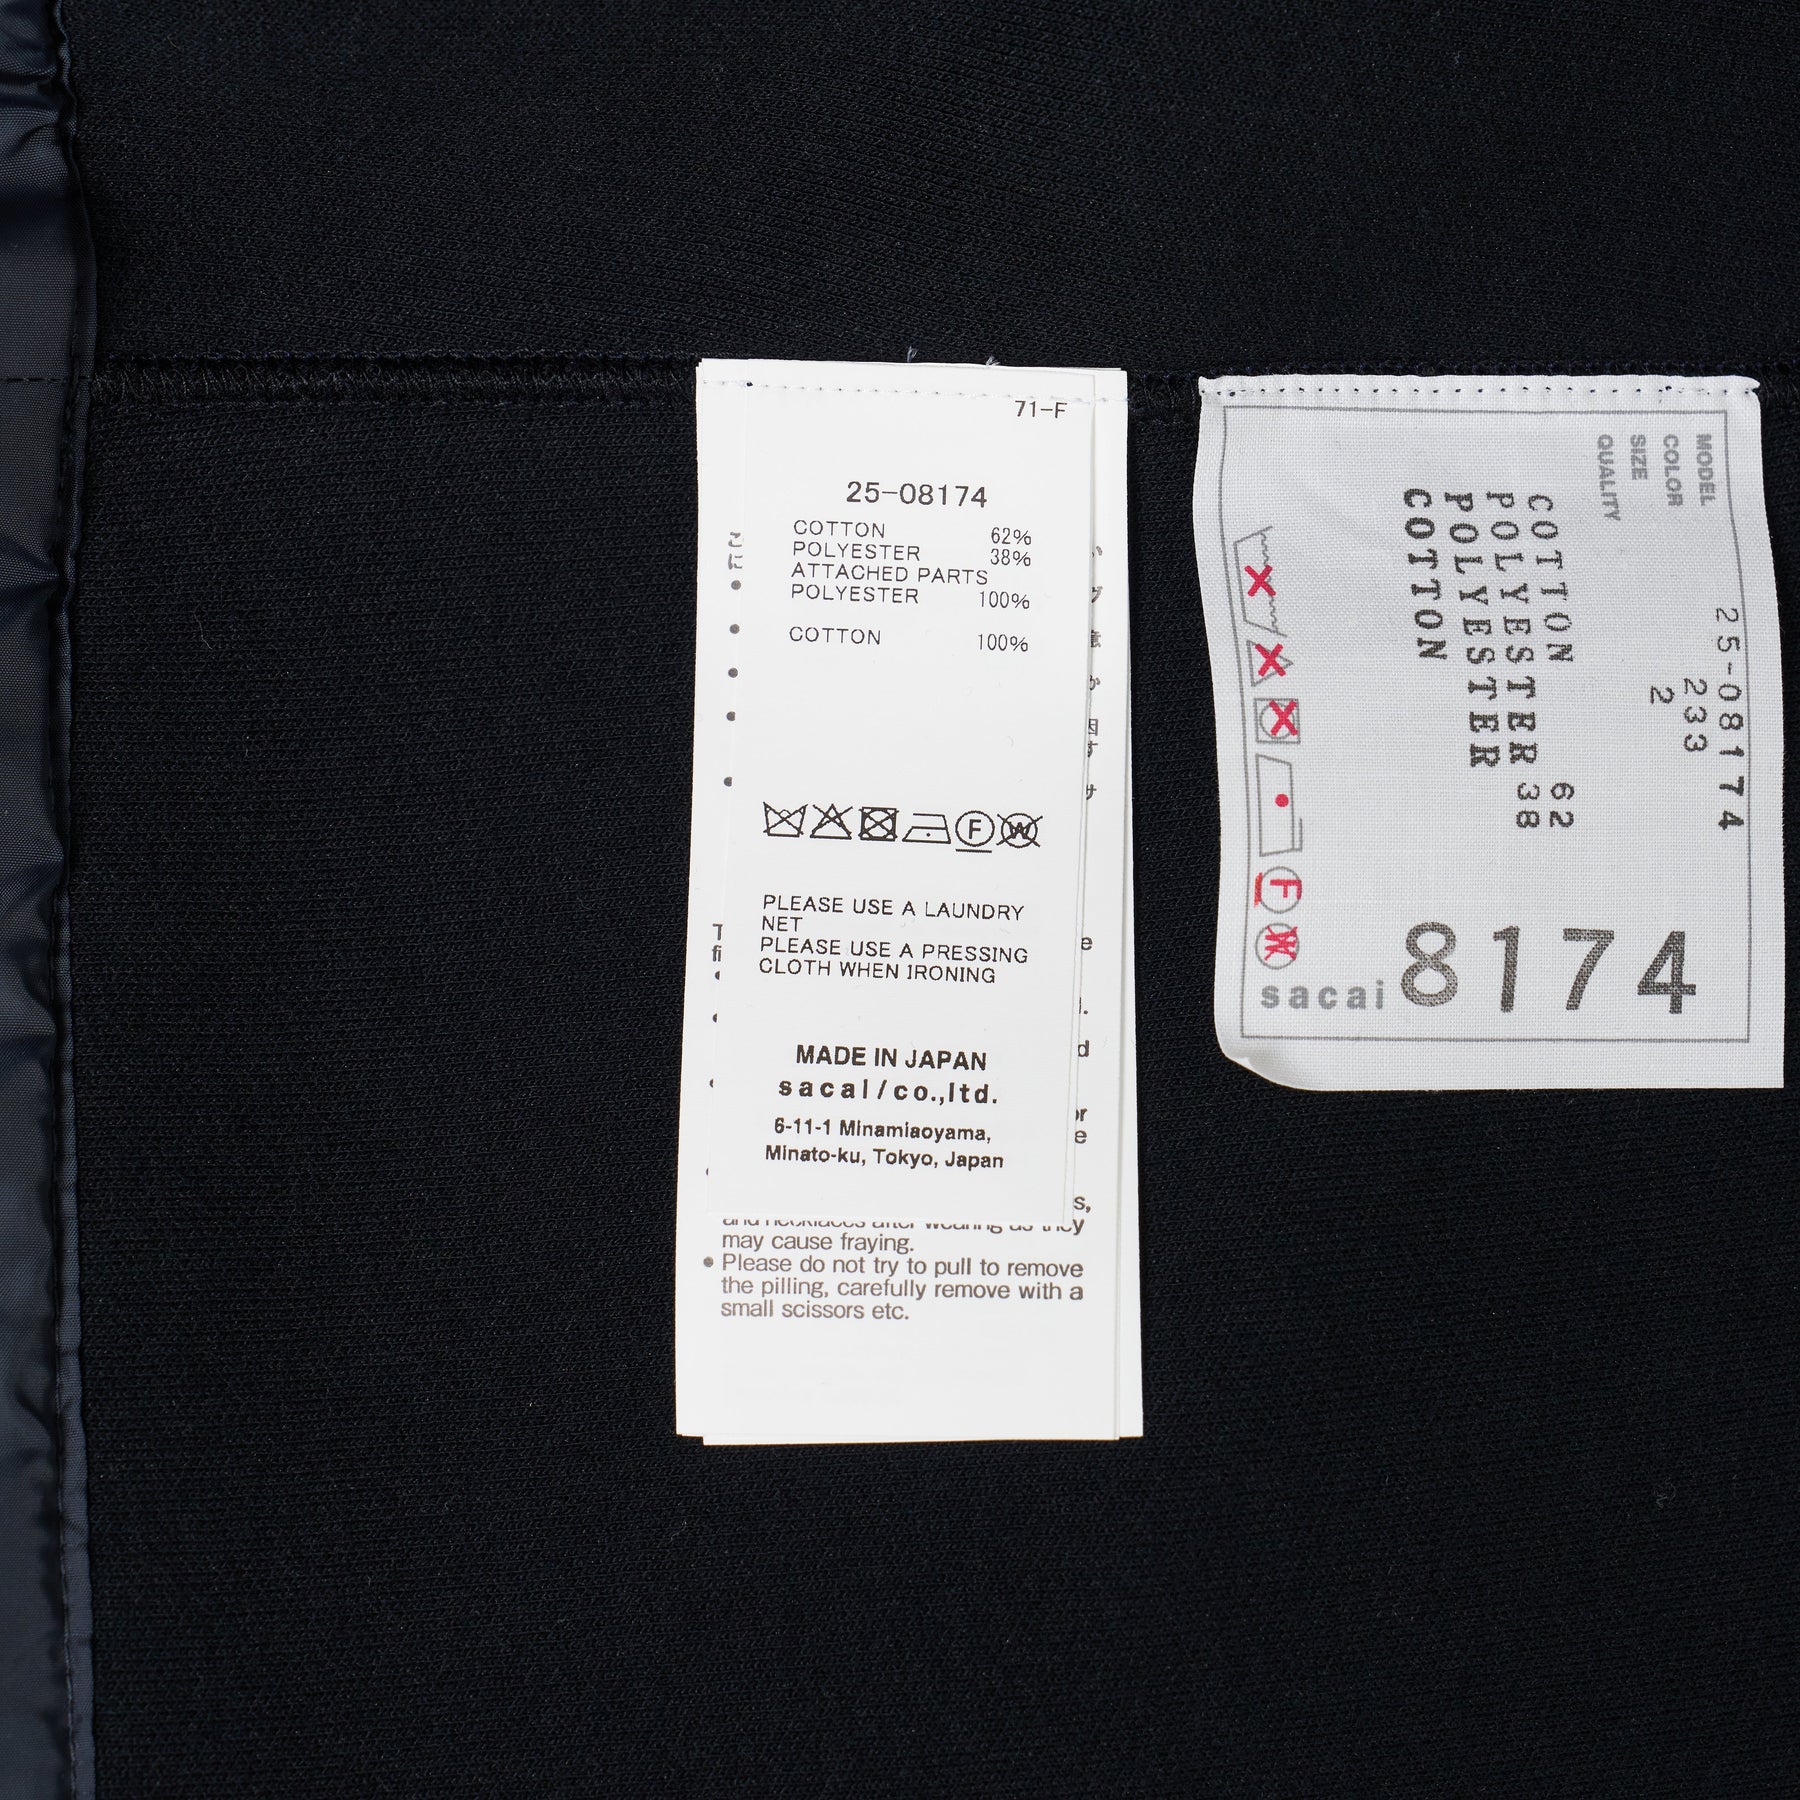 71-F
25-08174
COTTON 62%
POLYESTER 38%
ATTACHED PARTS
POLYESTER 100%
COTTON 100%
F W
PLEASE USE A LAUNDRY
NET
PLEASE USE A PRESSING
CLOTH WHEN IRONING
MADE IN JAPAN
sacai/co.,ltd.
6-11-1 Minamiaoyama,
Minato-ku, Tokyo, Japan
may cause fraying.
• Please do not try to pull to remove
the pilling, carefully remove with a
small scissors etc.
MODEL 25-08174
COLOR 233
SIZE 2
QUALITY
COTTON 62
POLYESTER 38
POLYESTER
COTTON
F W
sacai 8174